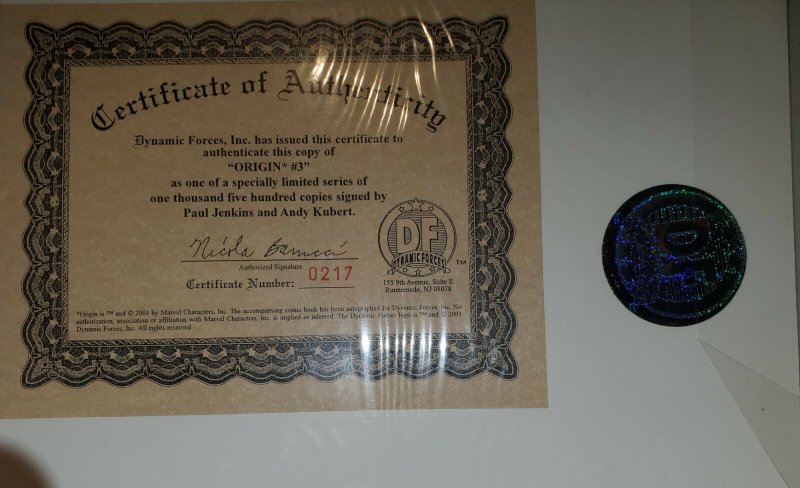 Certificate of Authenticity
Dynamic Forces, Inc. has issued this certificate to
authenticate this copy of
"ORIGIN* #3"
as one of a specially limited series of
one thousand five hundred copies signed by
Paul Jenkins and Andy Kubert.
Nicola Barrucci
Authorized Signature
Certificate Number: 0217
DF
DYNAMIC FORCES
TM
155 9th Avenue, Suite E
Runnemede, NJ 08078
*Origin is ™ and © 2001 by Marvel Characters, Inc. The accompanying comic book has been autographed for Dynamic Forces, Inc. No
authorization, association or affiliation with Marvel Characters, Inc. is implied or inferred. The Dynamic Forces logo is ™ and © 2001
Dynamic Forces, Inc. All rights reserved
DF